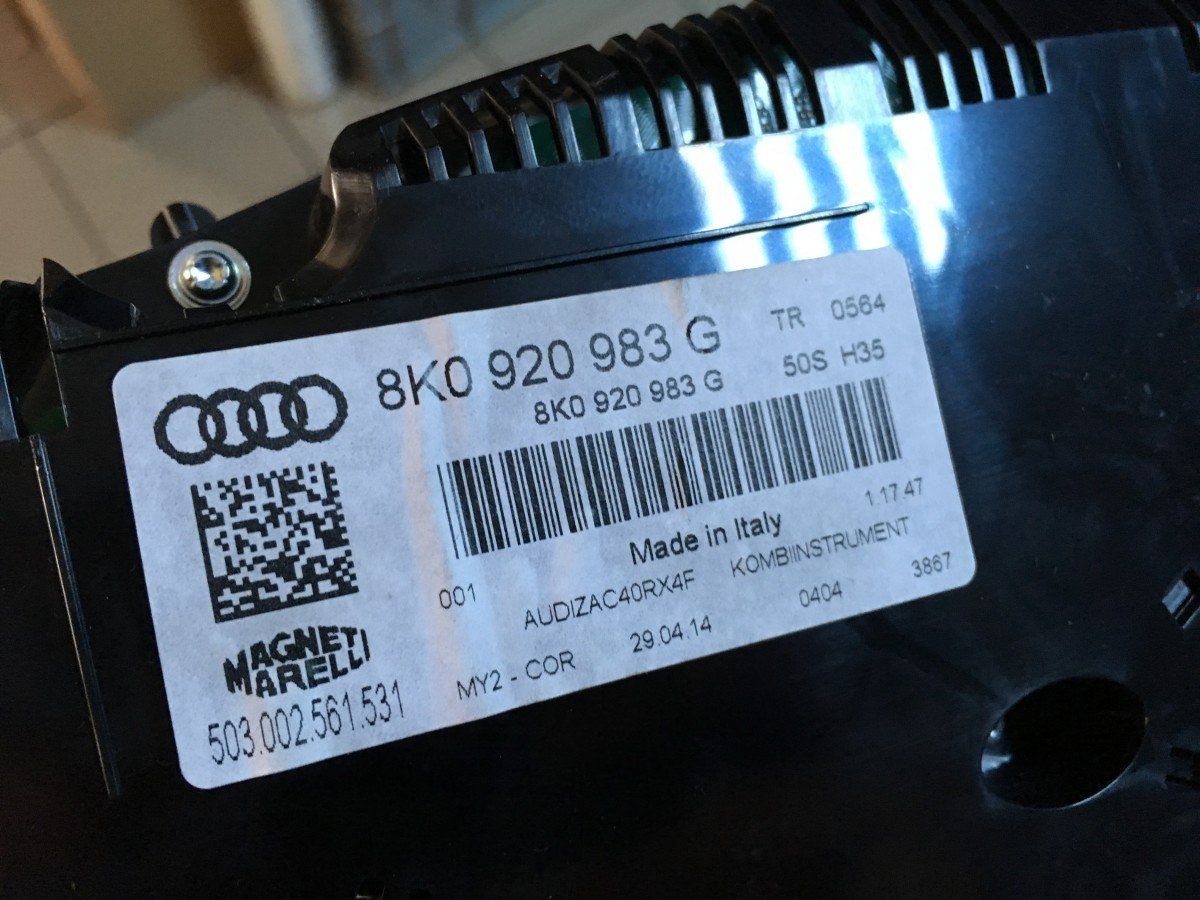 8K0 920 983 G TR 0564
8K0 920 983 G 50S H35
Made in Italy 1.17.47
001 AUDIZAC40RX4F KOMBIINSTRUMENT
MAGNETI
MARELLI
MY2 - COR 29.04.14 0404 3867
503.002.561.531